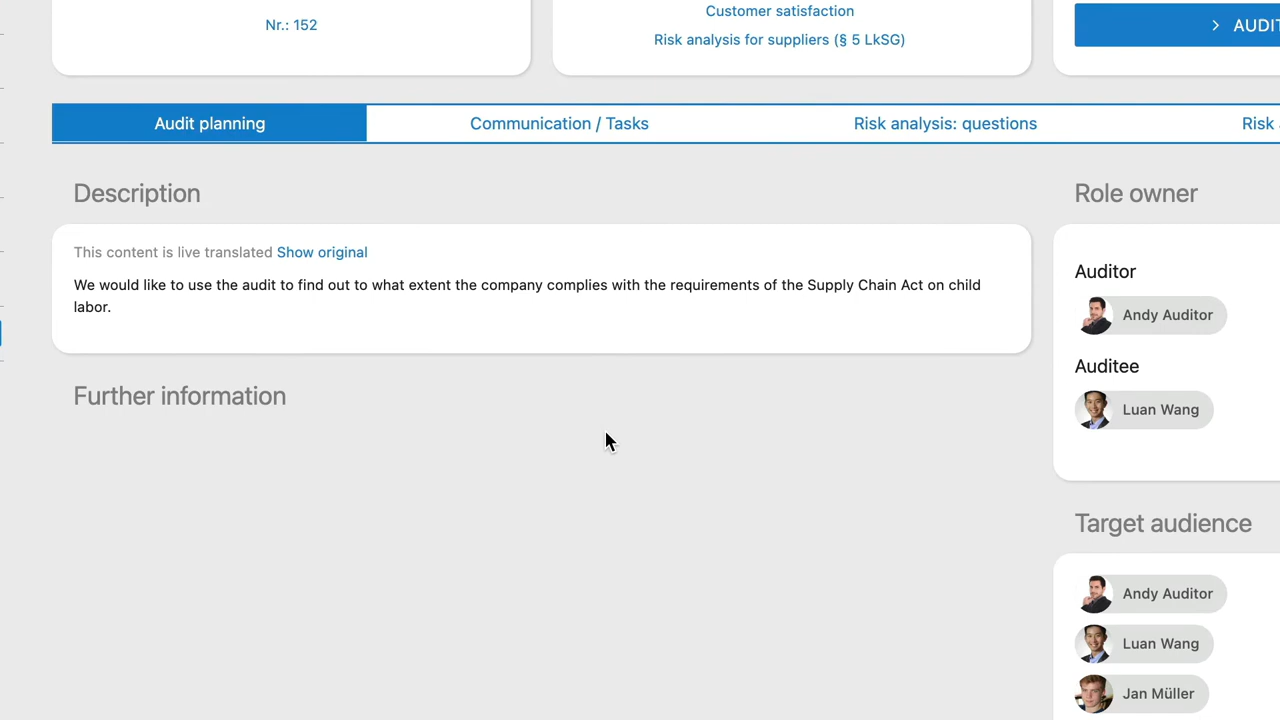 Nr.: 152
Customer satisfaction
Risk analysis for suppliers (§ 5 LkSG)
Audit planning
Communication / Tasks
Risk analysis: questions
Risk
Description
This content is live translated Show original
We would like to use the audit to find out to what extent the company complies with the requirements of the Supply Chain Act on child
labor.
Further information
Role owner
Auditor
Andy Auditor
Auditee
Luan Wang
Target audience
Andy Auditor
Luan Wang
Jan Müller